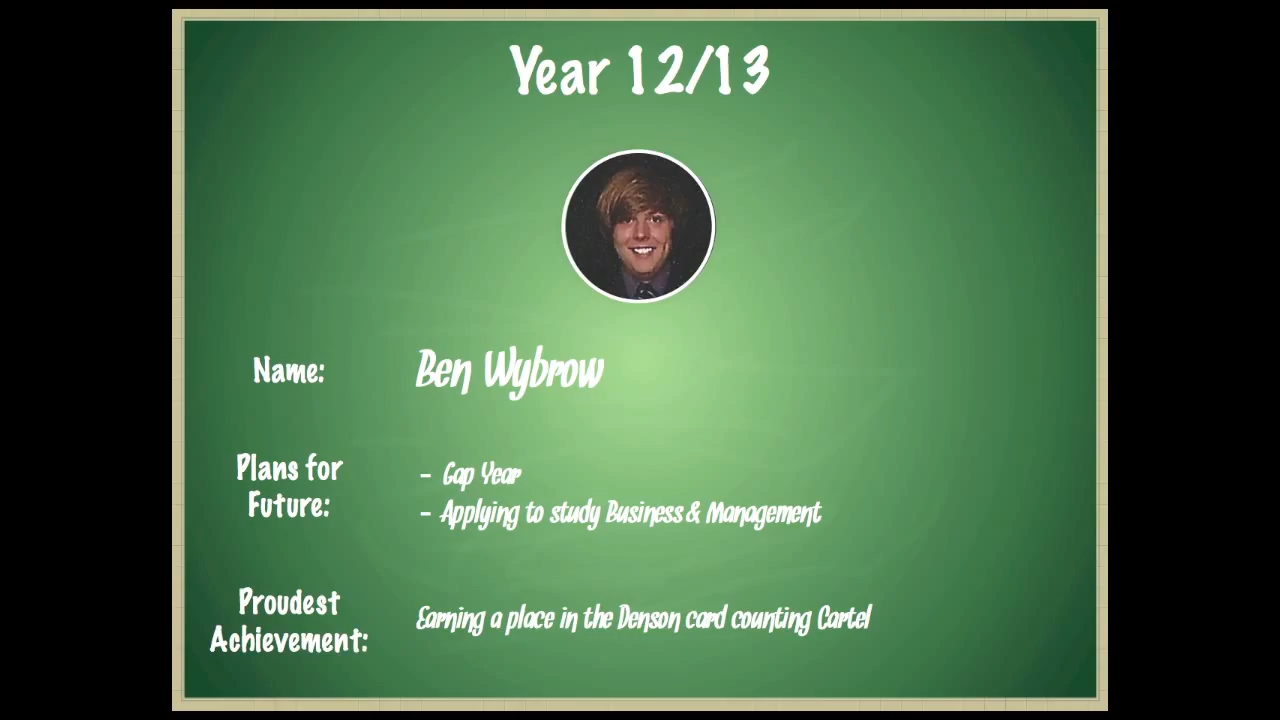 Year 12/13
Name: Ben Wybrow
Plans for
Future:
- Gap Year
- Applying to study Business & Management
Proudest
Achievement:
Earning a place in the Denson card counting Cartel